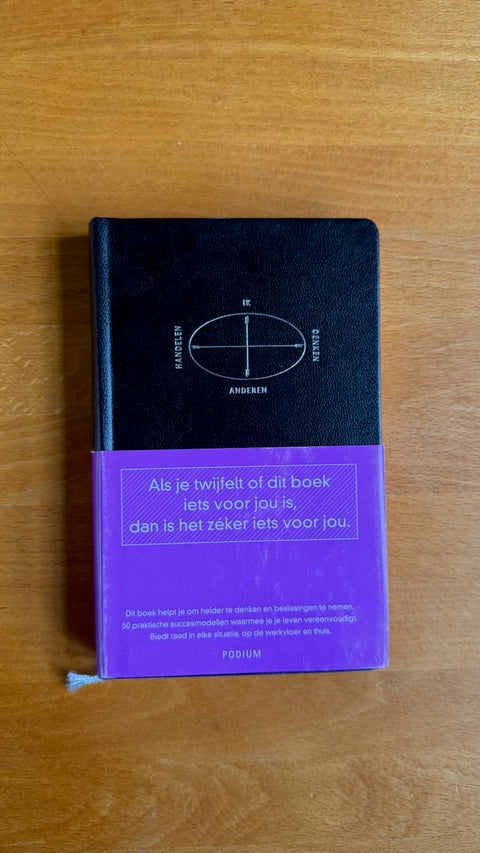 IK
HANDELEN
DENKEN
ANDEREN
Als je twijfelt of dit boek
iets voor jou is,
dan is het zéker iets voor jou.
Dit boek helpt je om helder te denken en beslissingen te nemen.
50 praktische succesmodellen waarmee je je leven vereenvoudigt.
Biedt raad in elke situatie, op de werkvloer en thuis.
PODIUM